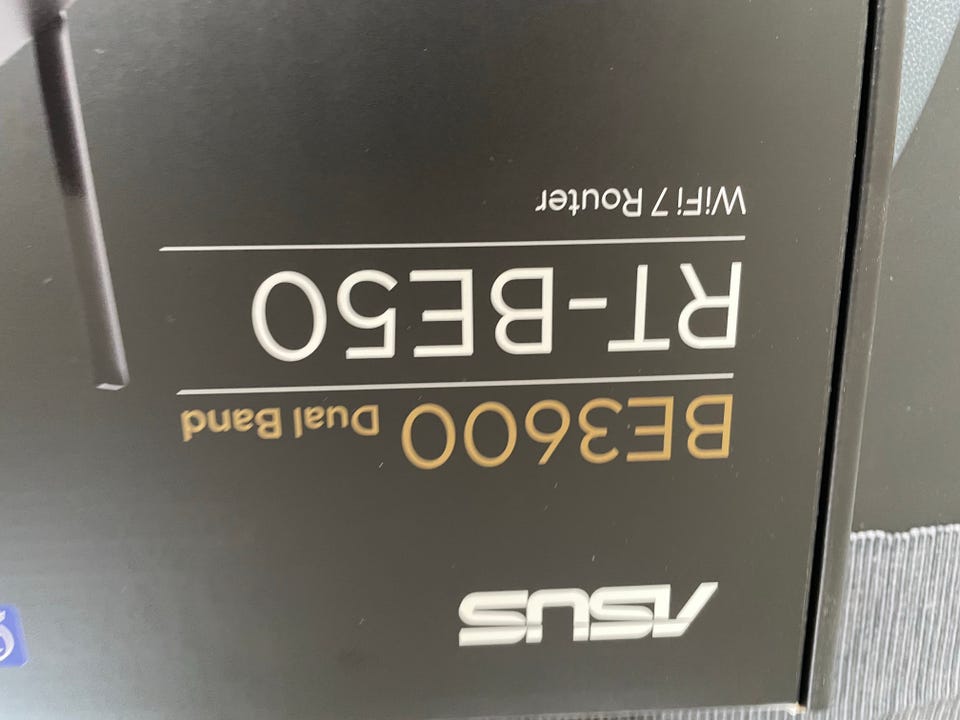 ASUS
BE3600 Dual Band
RT-BE50
WiFi 7 Router